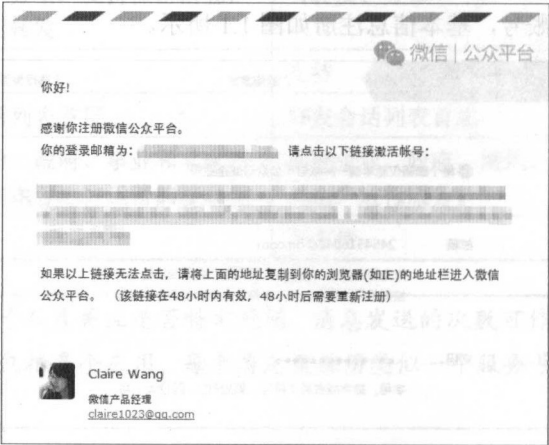 微信 | 公众平台
你好!
感谢你注册微信公众平台。
你的登录邮箱为: 请点击以下链接激活帐号:
如果以上链接无法点击，请将上面的地址复制到你的浏览器(如IE)的地址栏进入微信
公众平台。 （该链接在48小时内有效，48小时后需要重新注册）
Claire Wang
微信产品经理
claire1023@qq.com